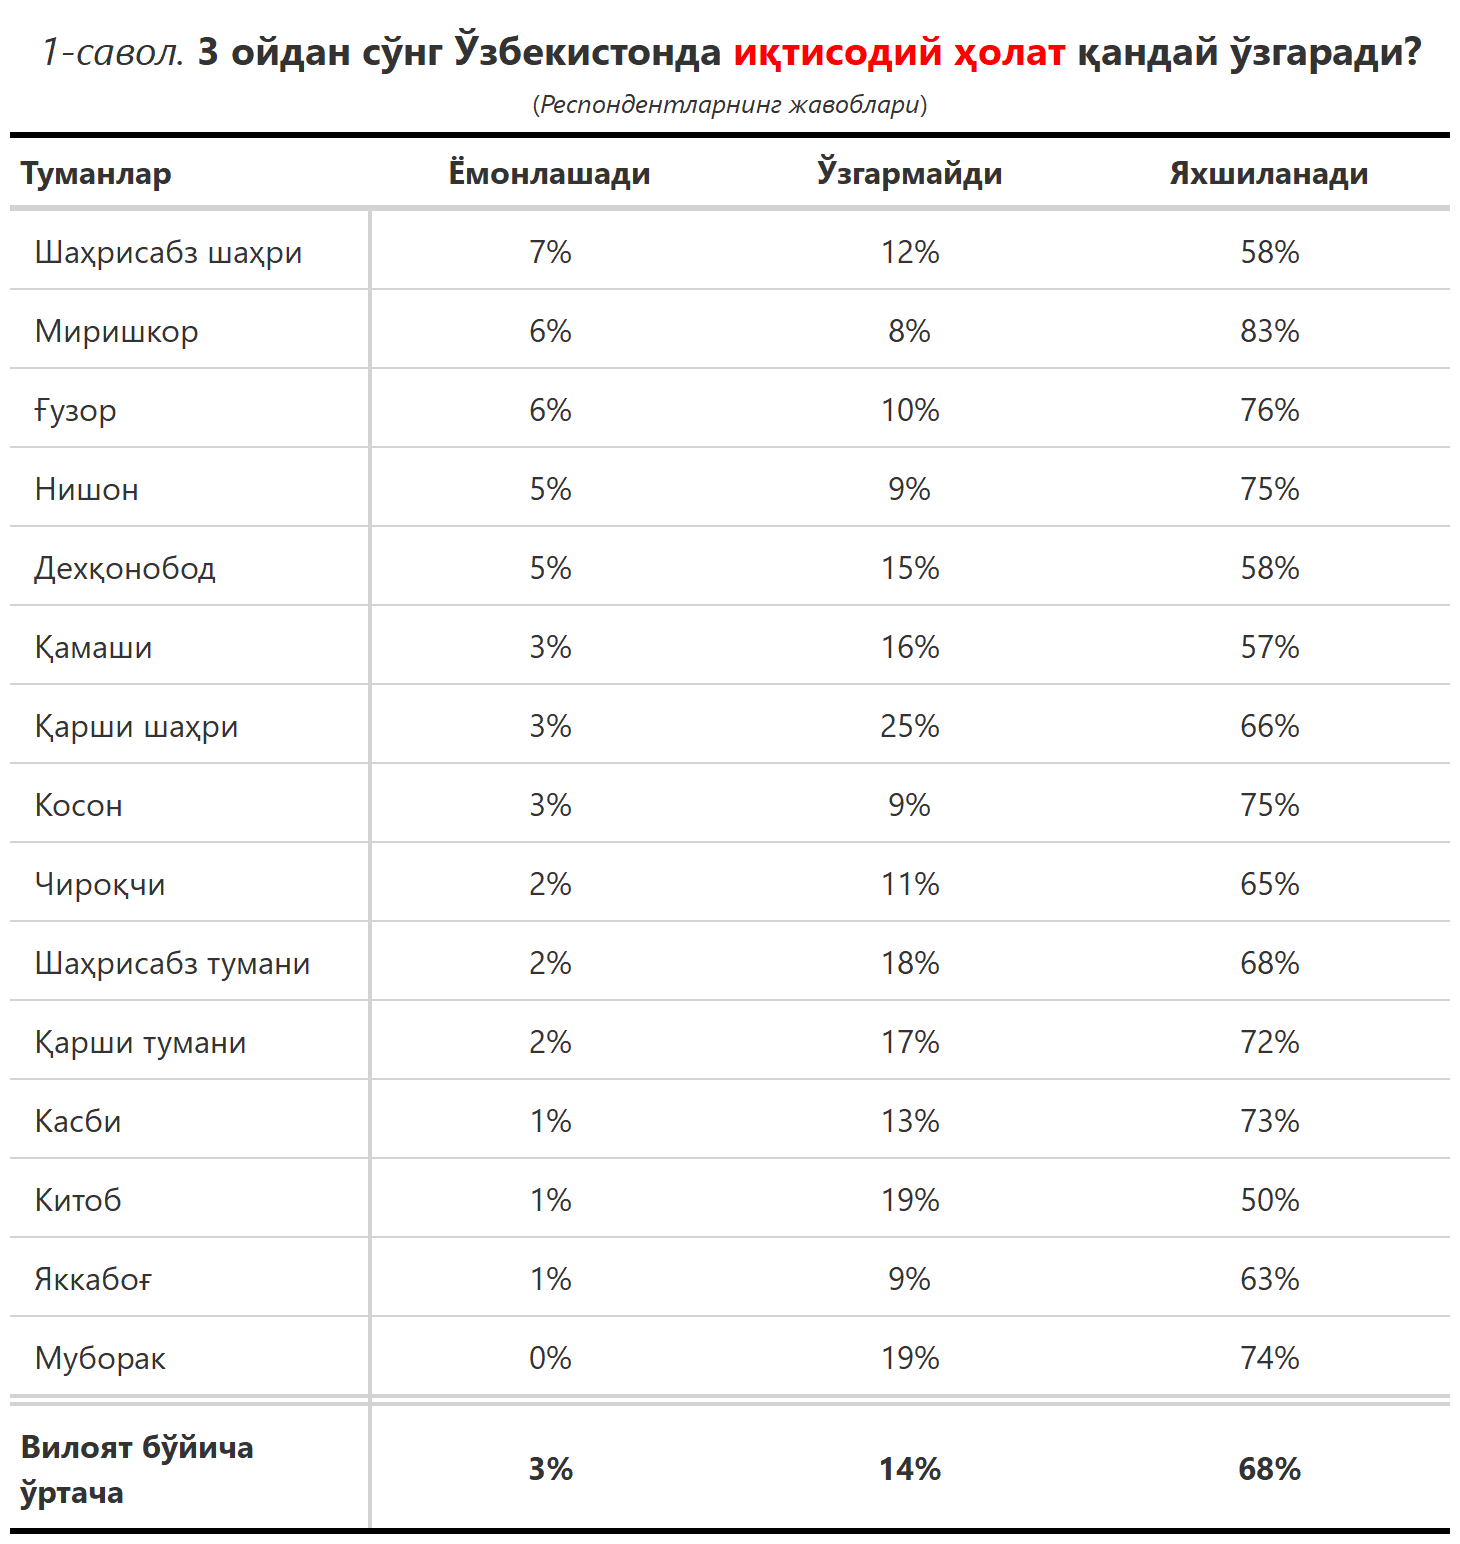 1-савол. 3 ойдан сўнг Ўзбекистонда иқтисодий ҳолат қандай ўзгаради?
(Респондентларнинг жавоблари)
Туманлар Ёмонлашади Ўзгармайди Яхшиланади
Шаҳрисабз шаҳри 7% 12% 58%
Миришкор 6% 8% 83%
Ғузор 6% 10% 76%
Нишон 5% 9% 75%
Дехқонобод 5% 15% 58%
Қамаши 3% 16% 57%
Қарши шаҳри 3% 25% 66%
Косон 3% 9% 75%
Чироқчи 2% 11% 65%
Шаҳрисабз тумани 2% 18% 68%
Қарши тумани 2% 17% 72%
Касби 1% 13% 73%
Китоб 1% 19% 50%
Яккабоғ 1% 9% 63%
Муборак 0% 19% 74%
Вилоят бўйича
ўртача 3% 14% 68%